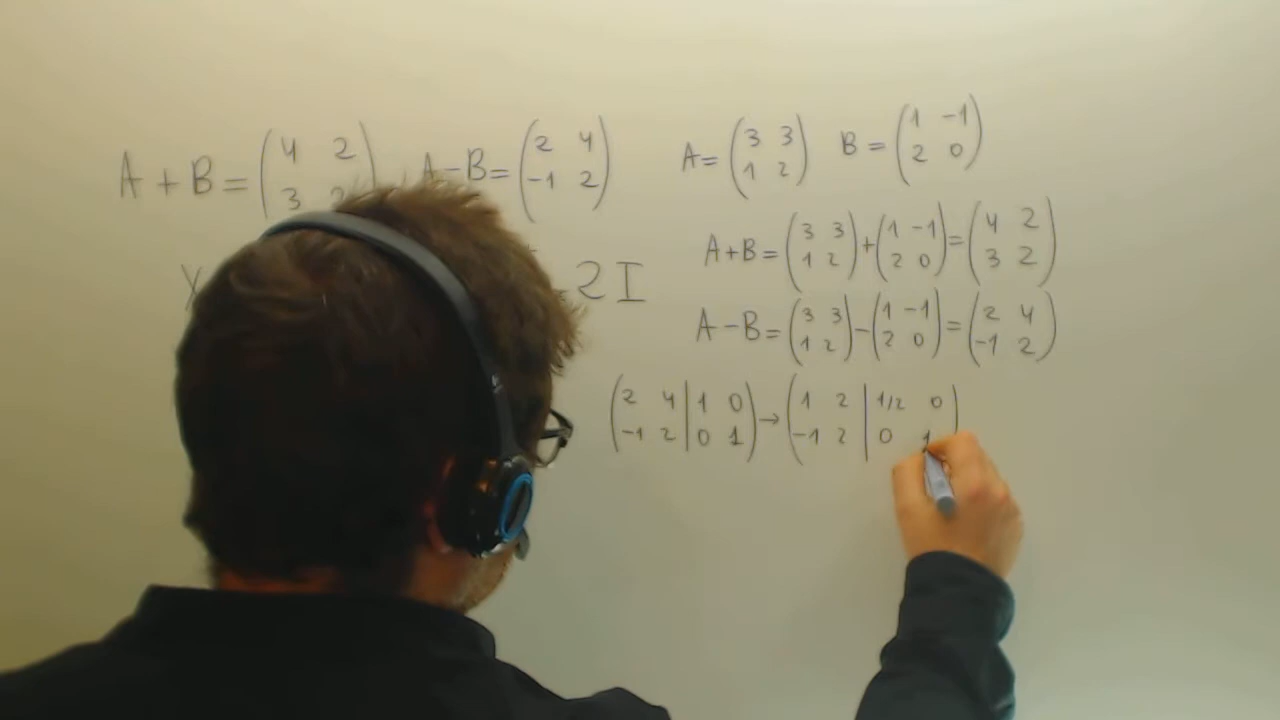 A + B = (4 2 3 A - B = (2 4 -1 2)
A = (3 3 1 2) B = (1 -1 2 0)
A + B = (3 3 1 2) + (1 -1 2 0) = (4 2 3 2)
2I
A - B = (3 3 1 2) - (1 -1 2 0) = (2 4 -1 2)
(2 4 | 1 0 -1 2 | 0 1) → (1 2 | 1/2 0 -1 2 | 0 1